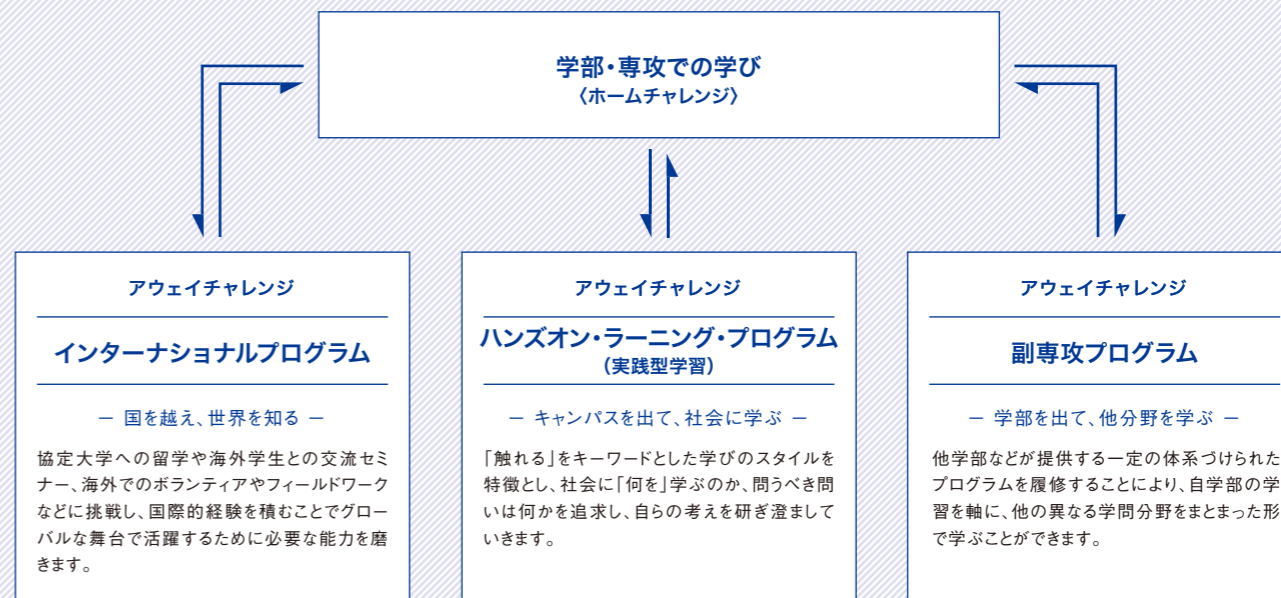 学部・専攻での学び
〈ホームチャレンジ〉
アウェイチャレンジ
インターナショナルプログラム
― 国を越え、世界を知る ―
協定大学への留学や海外学生との交流セミ
ナー、海外でのボランティアやフィールドワーク
などに挑戦し、国際的経験を積むことでグロー
バルな舞台で活躍するために必要な能力を磨
きます。
アウェイチャレンジ
ハンズオン・ラーニング・プログラム
（実践型学習）
― キャンパスを出て、社会に学ぶ ―
「触れる」をキーワードとした学びのスタイルを
特徴とし、社会に「何を」学ぶのか、問うべき問
いは何かを追求し、自らの考えを研ぎ澄まして
いきます。
アウェイチャレンジ
副専攻プログラム
― 学部を出て、他分野を学ぶ ―
他学部などが提供する一定の体系づけられた
プログラムを履修することにより、自学部の学
習を軸に、他の異なる学問分野をまとまった形
で学ぶことができます。